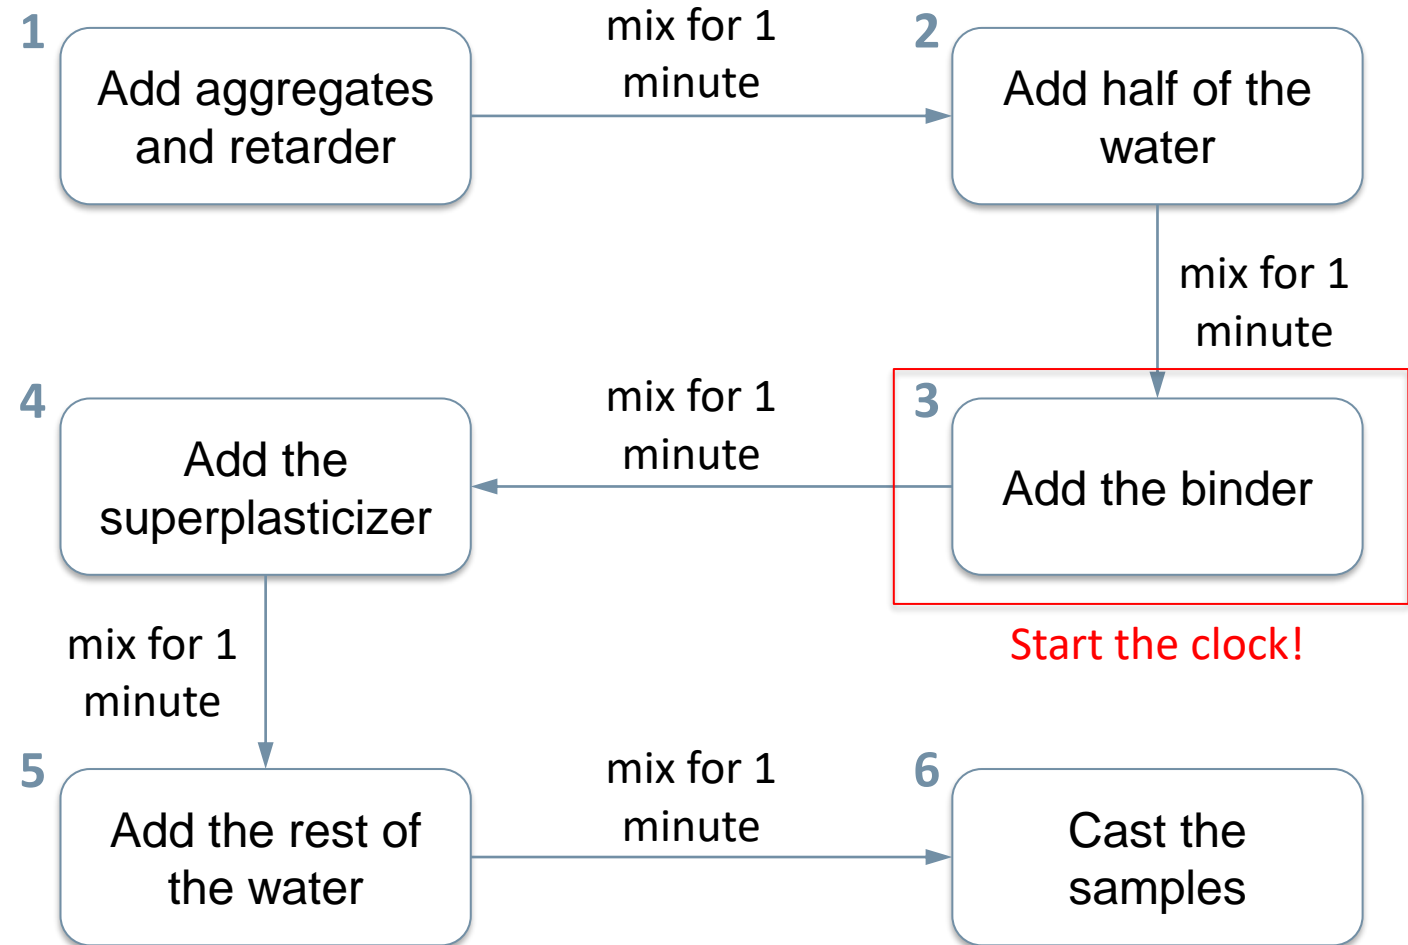 1
Add aggregates
and retarder
mix for 1
minute
2
Add half of the
water
mix for 1
minute
3
Add the binder
Start the clock!
mix for 1
minute
4
Add the
superplasticizer
mix for 1
minute
5
Add the rest of
the water
mix for 1
minute
6
Cast the
samples